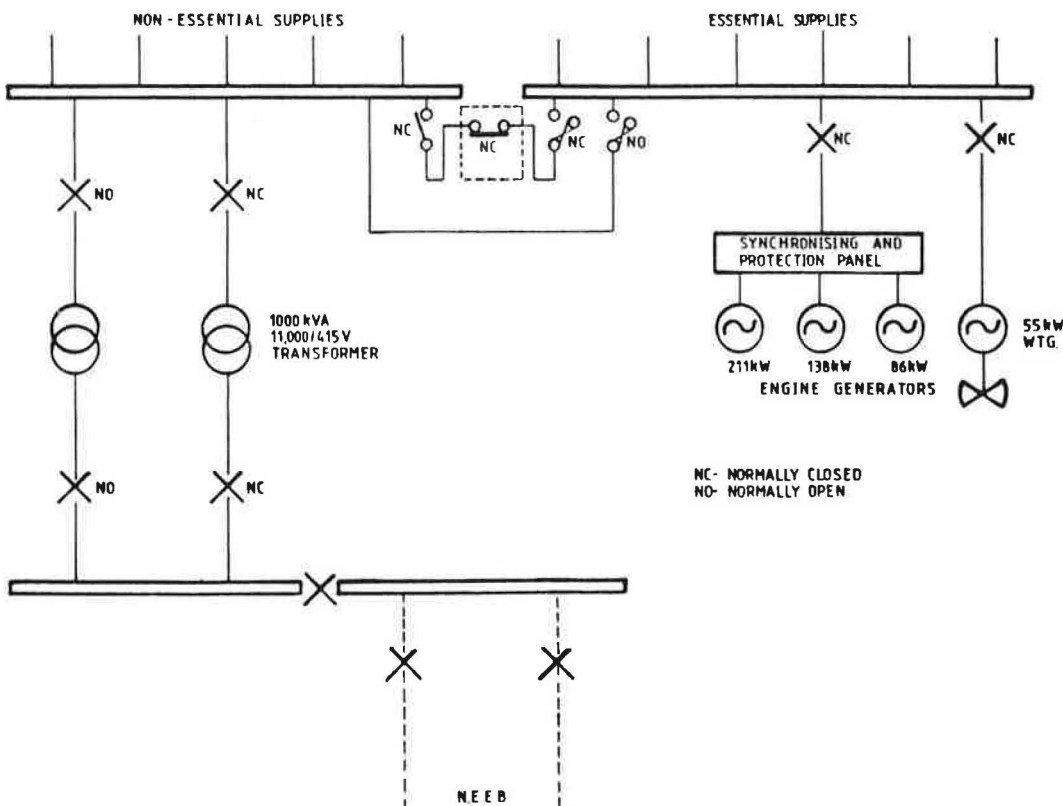 NON-ESSENTIAL SUPPLIES
ESSENTIAL SUPPLIES
NC
NC
NC
NO
NC
NC
NO
NC
SYNCHRONISING AND
PROTECTION PANEL
1000 kVA
11,000/415 V
TRANSFORMER
211kW
138kW
86kW
55kW
WTG.
ENGINE GENERATORS
NO
NC
NC- NORMALLY CLOSED
NO- NORMALLY OPEN
NEEB